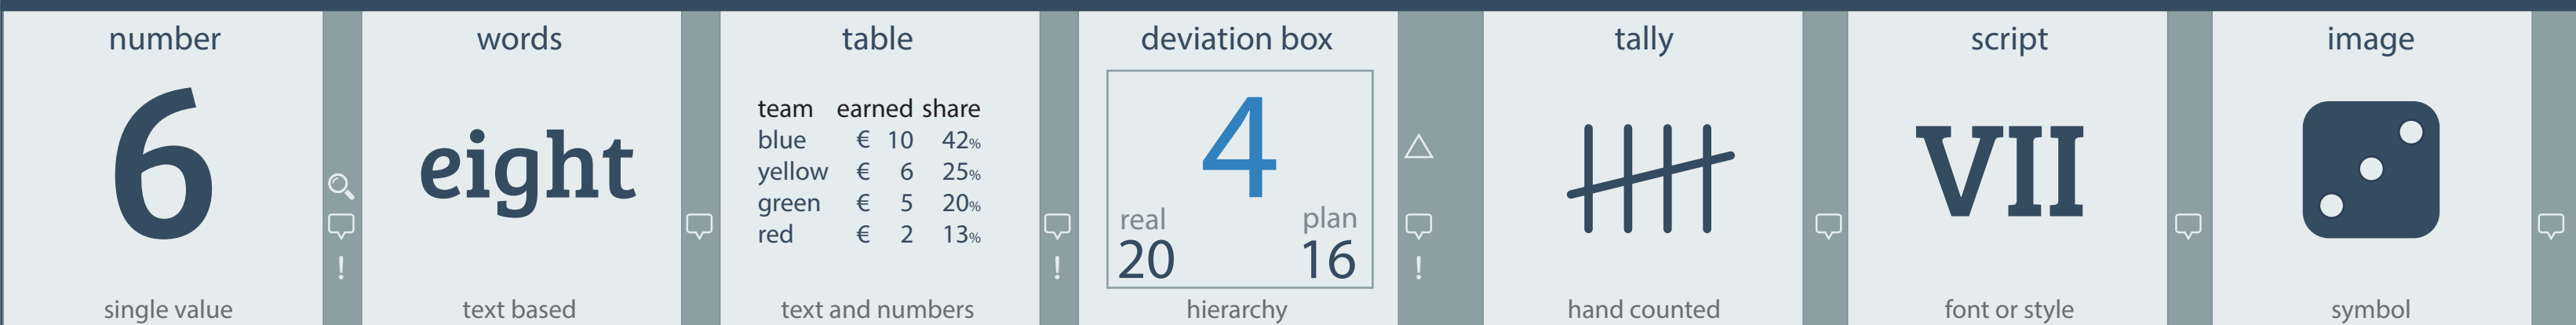 number
6
single value
words
eight
text based
table
team earned share
blue € 10 42%
yellow € 6 25%
green € 5 20%
red € 2 13%
text and numbers
deviation box
4
real plan
20 16
hierarchy
tally
hand counted
script
VII
font or style
image
symbol
!
!
!